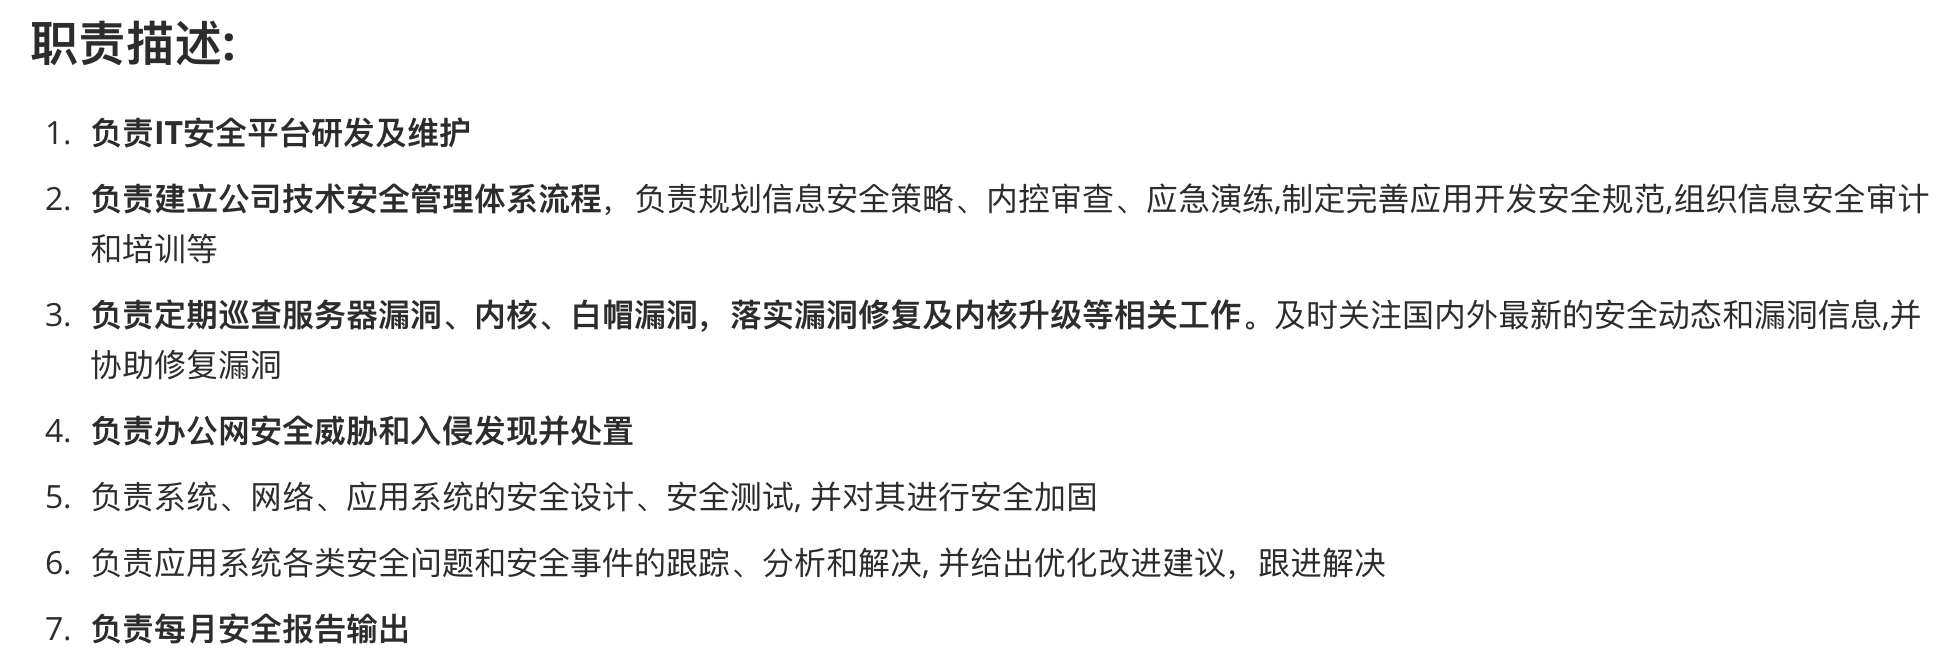 职责描述:
1. 负责IT安全平台研发及维护
2. 负责建立公司技术安全管理体系流程，负责规划信息安全策略、内控审查、应急演练,制定完善应用开发安全规范,组织信息安全审计
和培训等
3. 负责定期巡查服务器漏洞、内核、白帽漏洞，落实漏洞修复及内核升级等相关工作。及时关注国内外最新的安全动态和漏洞信息,并
协助修复漏洞
4. 负责办公网安全威胁和入侵发现并处置
5. 负责系统、网络、应用系统的安全设计、安全测试, 并对其进行安全加固
6. 负责应用系统各类安全问题和安全事件的跟踪、分析和解决, 并给出优化改进建议，跟进解决
7. 负责每月安全报告输出